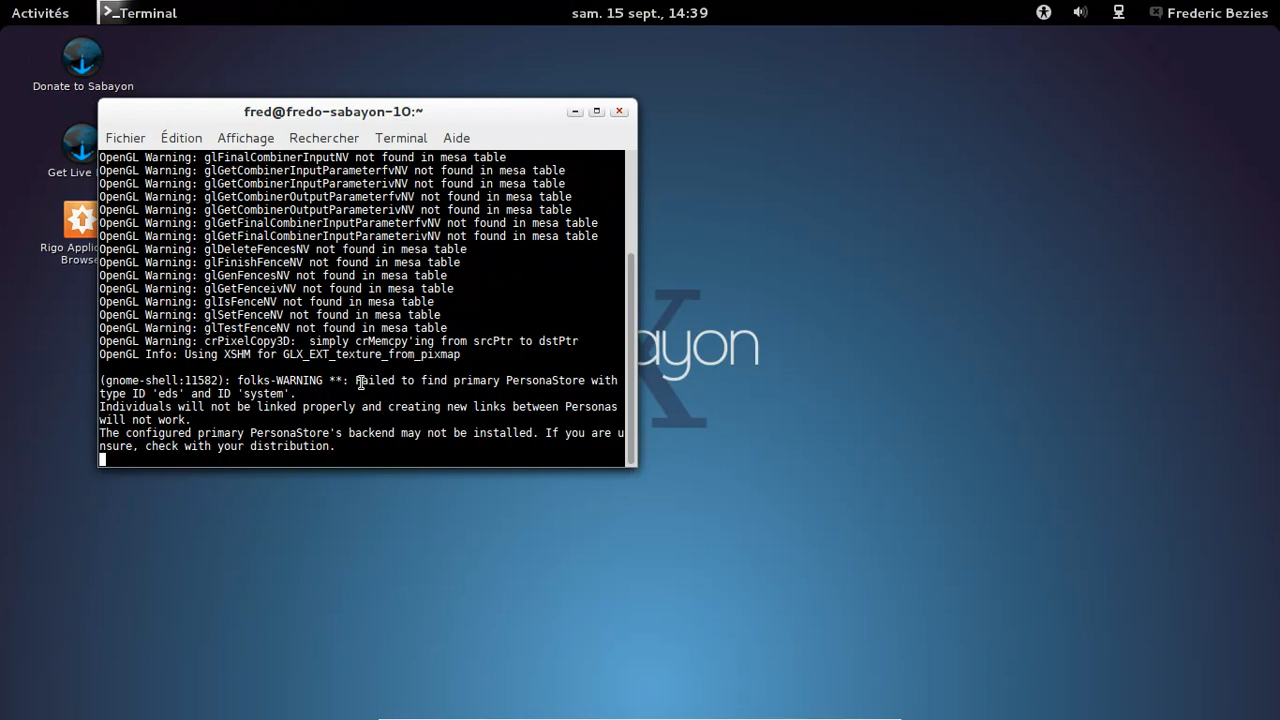 Activités
Terminal
sam. 15 sept., 14:39
Frederic Bezies
Donate to Sabayon
Get Live
Rigo Applic
Browse
fred@fredo-sabayon-10:~
Fichier Édition Affichage Rechercher Terminal Aide
OpenGL Warning: glFinalCombinerInputNV not found in mesa table
OpenGL Warning: glGetCombinerInputParameterfvNV not found in mesa table
OpenGL Warning: glGetCombinerInputParameterivNV not found in mesa table
OpenGL Warning: glGetCombinerOutputParameterfvNV not found in mesa table
OpenGL Warning: glGetCombinerOutputParameterivNV not found in mesa table
OpenGL Warning: glGetFinalCombinerInputParameterfvNV not found in mesa table
OpenGL Warning: glGetFinalCombinerInputParameterivNV not found in mesa table
OpenGL Warning: glDeleteFencesNV not found in mesa table
OpenGL Warning: glFinishFenceNV not found in mesa table
OpenGL Warning: glGenFencesNV not found in mesa table
OpenGL Warning: glGetFenceivNV not found in mesa table
OpenGL Warning: glIsFenceNV not found in mesa table
OpenGL Warning: glSetFenceNV not found in mesa table
OpenGL Warning: glTestFenceNV not found in mesa table
OpenGL Warning: crPixelCopy3D:  simply crMemcpy'ing from srcPtr to dstPtr
OpenGL Info: Using XSHM for GLX_EXT_texture_from_pixmap
(gnome-shell:11582): folks-WARNING **: Failed to find primary PersonaStore with
type ID 'eds' and ID 'system'.
Individuals will not be linked properly and creating new links between Personas
will not work.
The configured primary PersonaStore's backend may not be installed. If you are u
nsure, check with your distribution.
ayon
X